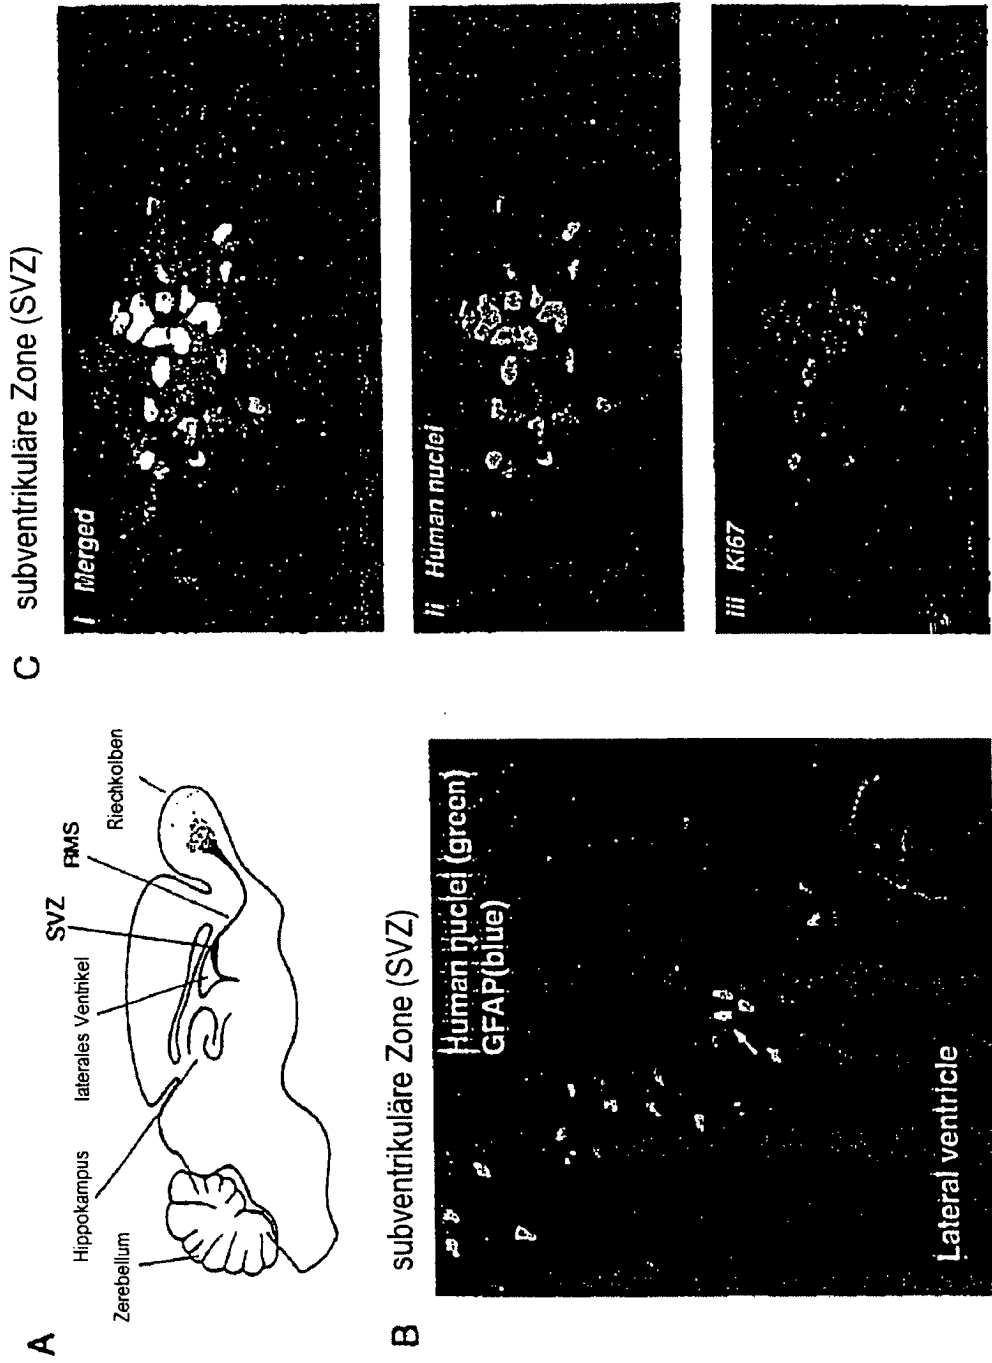 A
Zerebellum
Hippokampus
laterales Ventrikel
SVZ
RMS
Riechkolben
B
subventrikuläre Zone (SVZ)
Human nuclei (green)
GFAP(blue)
Lateral ventricle
C
subventrikuläre Zone (SVZ)
i Merged
ii Human nuclei
iii Ki67